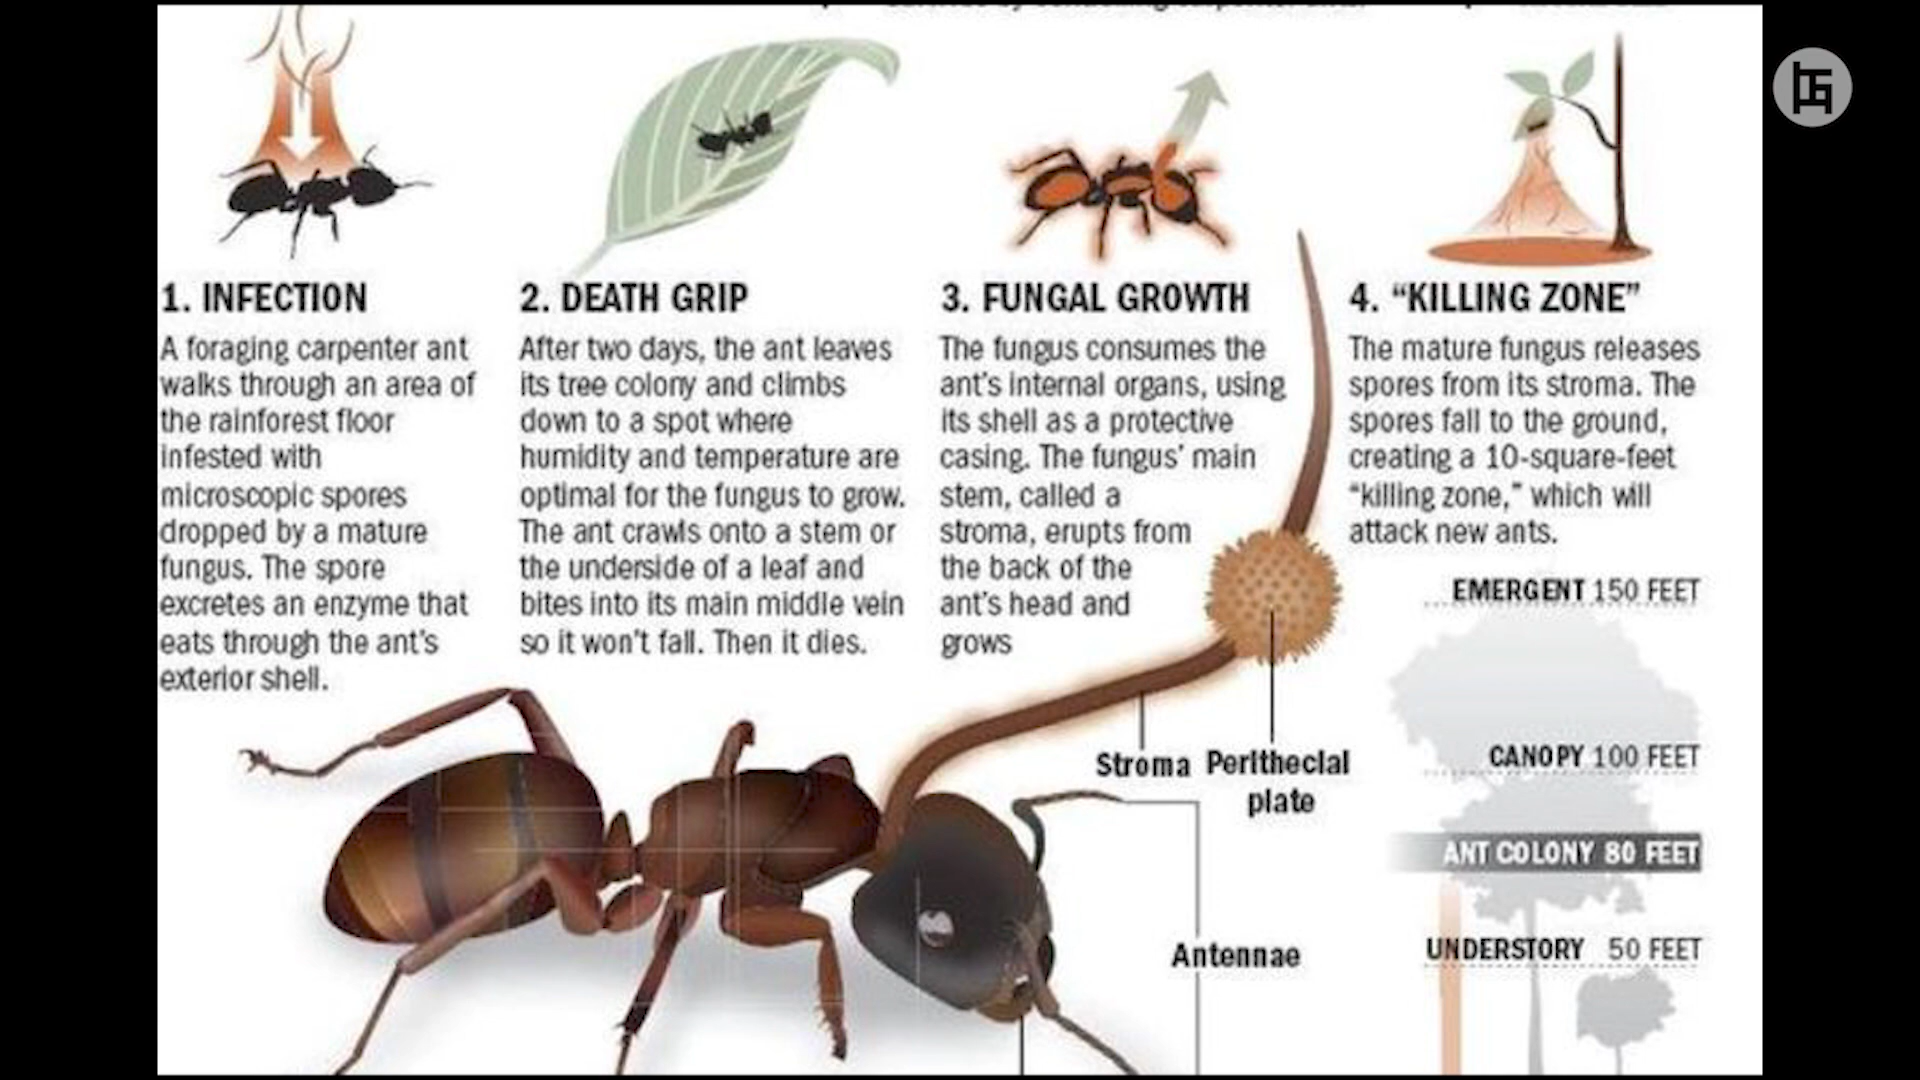 1. INFECTION
A foraging carpenter ant
walks through an area of
the rainforest floor
infested with
microscopic spores
dropped by a mature
fungus. The spore
excretes an enzyme that
eats through the ant's
exterior shell.
2. DEATH GRIP
After two days, the ant leaves
its tree colony and climbs
down to a spot where
humidity and temperature are
optimal for the fungus to grow.
The ant crawls onto a stem or
the underside of a leaf and
bites into its main middle vein
so it won't fall. Then it dies.
3. FUNGAL GROWTH
The fungus consumes the
ant's internal organs, using
its shell as a protective
casing. The fungus' main
stem, called a
stroma, erupts from
the back of the
ant's head and
grows
4. “KILLING ZONE”
The mature fungus releases
spores from its stroma. The
spores fall to the ground,
creating a 10-square-feet
“killing zone,” which will
attack new ants.
EMERGENT 150 FEET
CANOPY 100 FEET
ANT COLONY 80 FEET
UNDERSTORY 50 FEET
Stroma
Perithecial
plate
Antennae